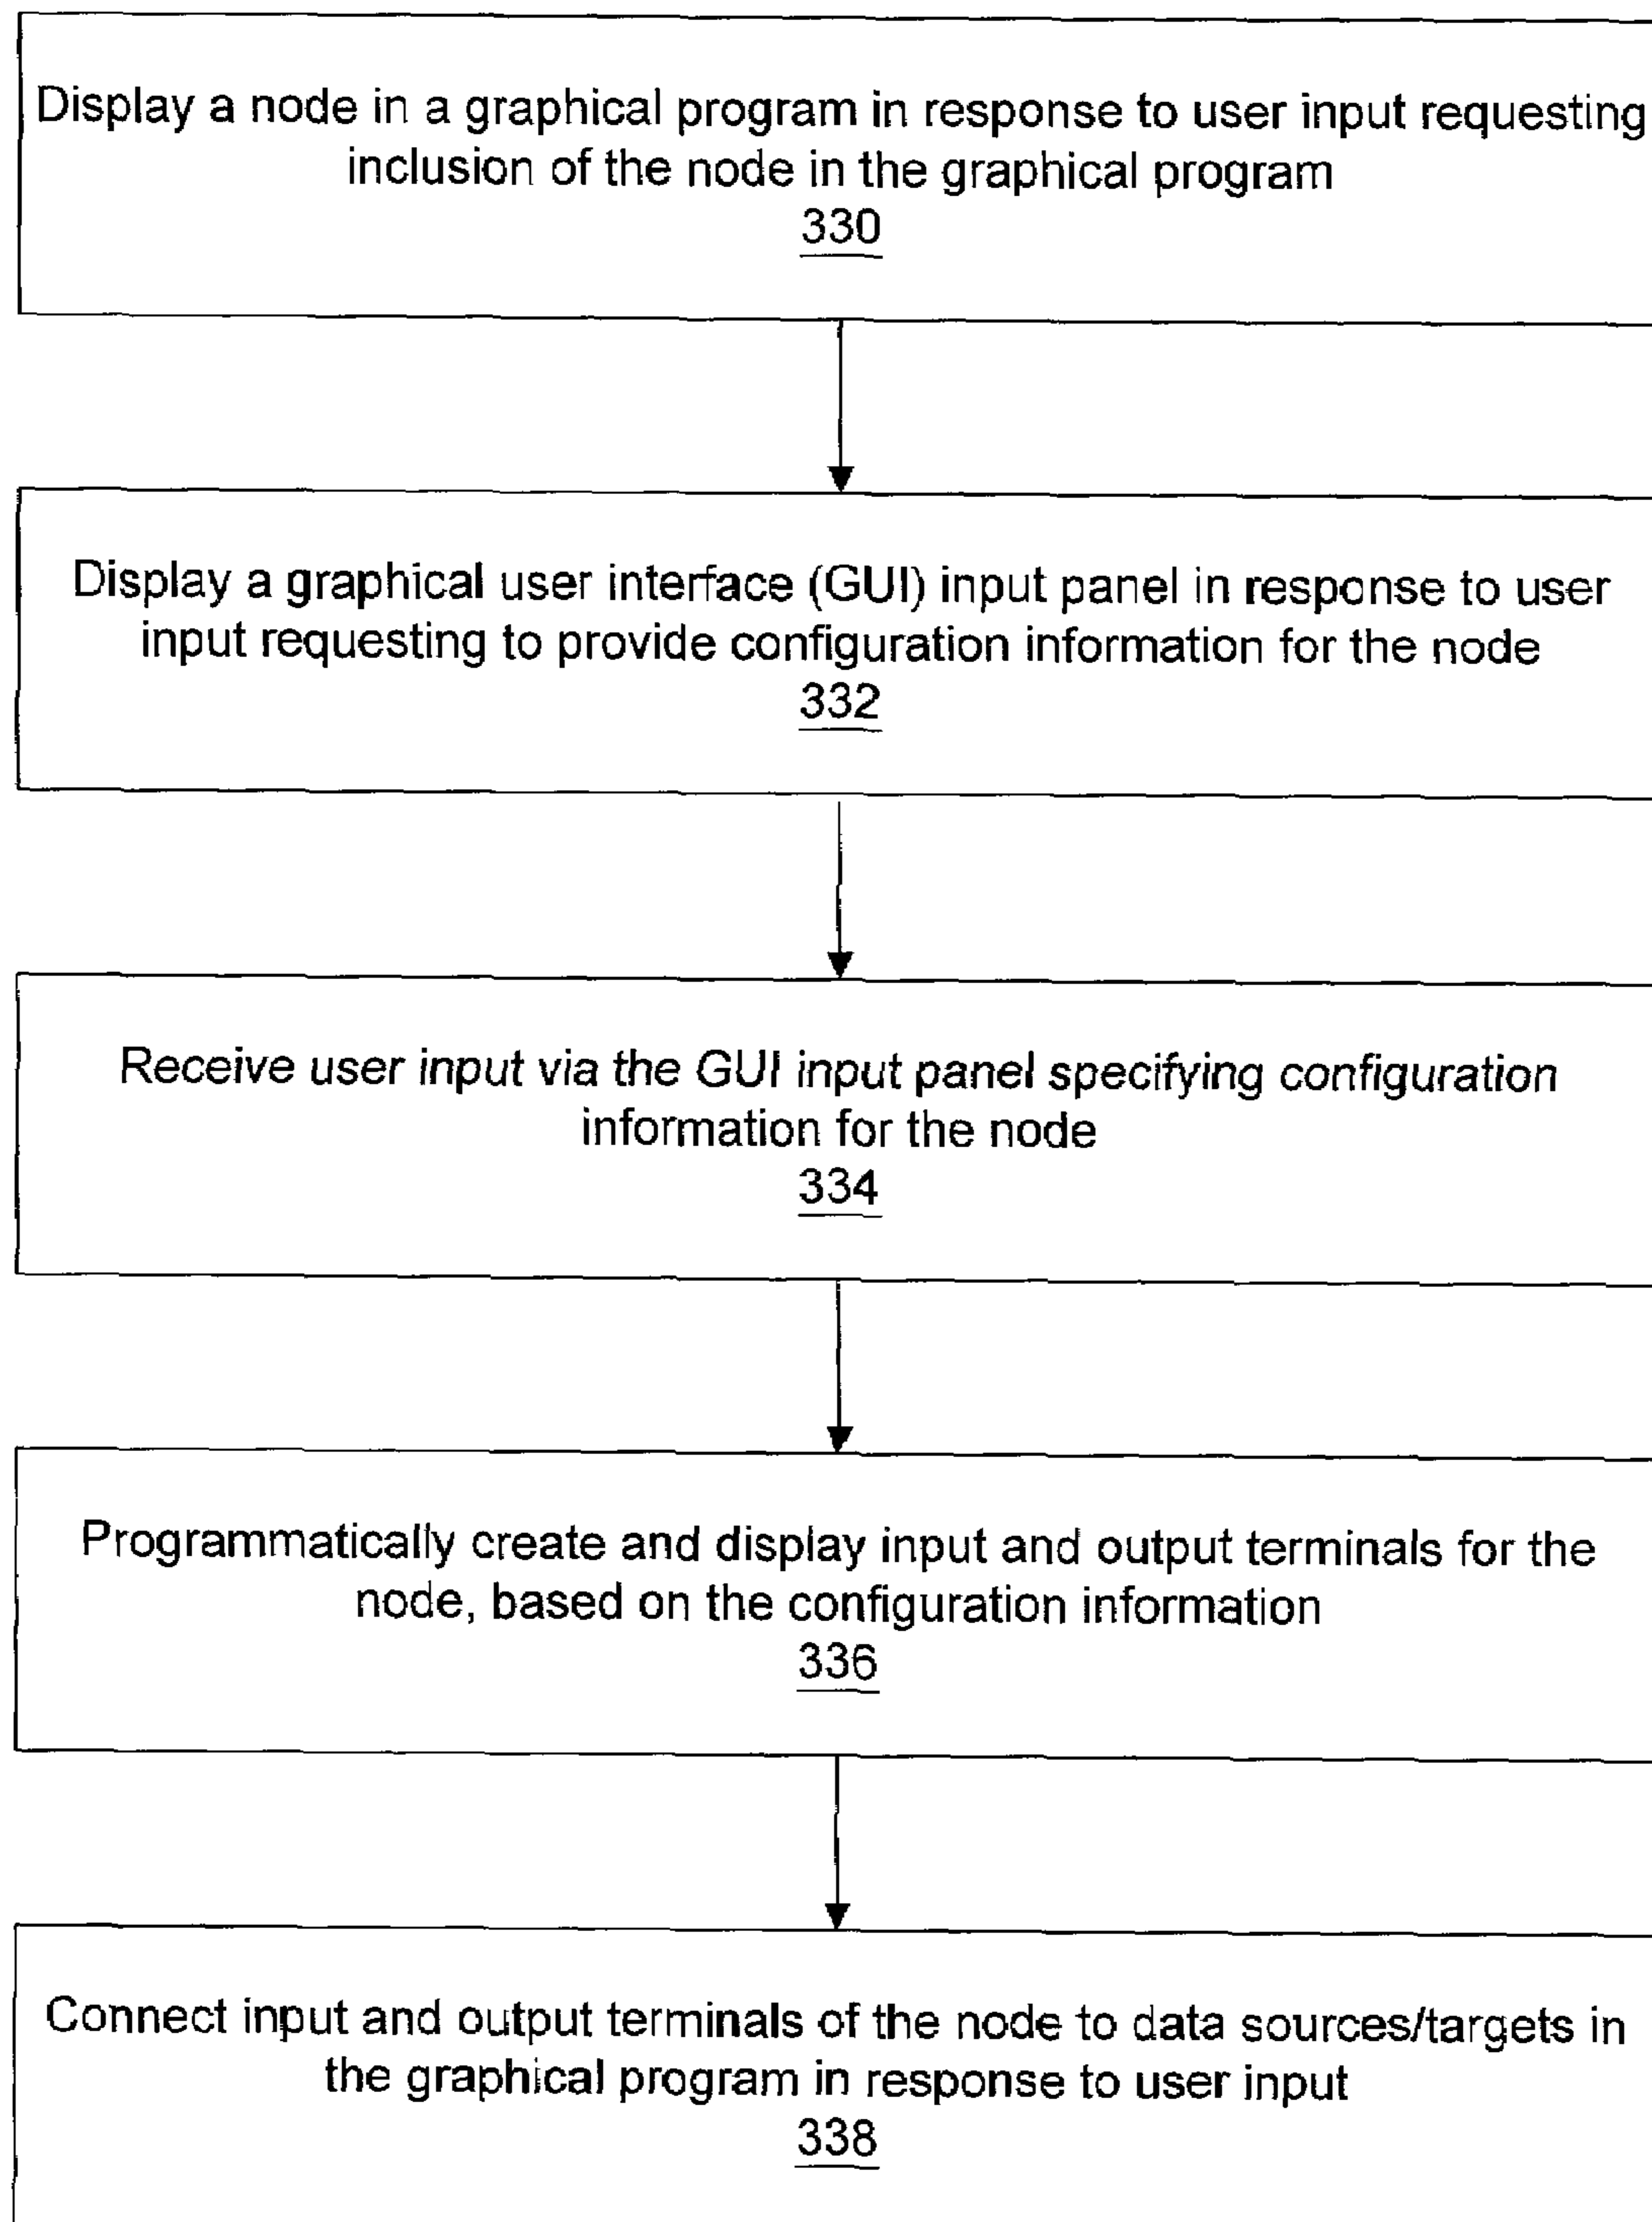 Display a node in a graphical program in response to user input requesting
inclusion of the node in the graphical program
330
Display a graphical user interface (GUI) input panel in response to user
input requesting to provide configuration information for the node
332
Receive user input via the GUI input panel specifying configuration
information for the node
334
Programmatically create and display input and output terminals for the
node, based on the configuration information
336
Connect input and output terminals of the node to data sources/targets in
the graphical program in response to user input
338